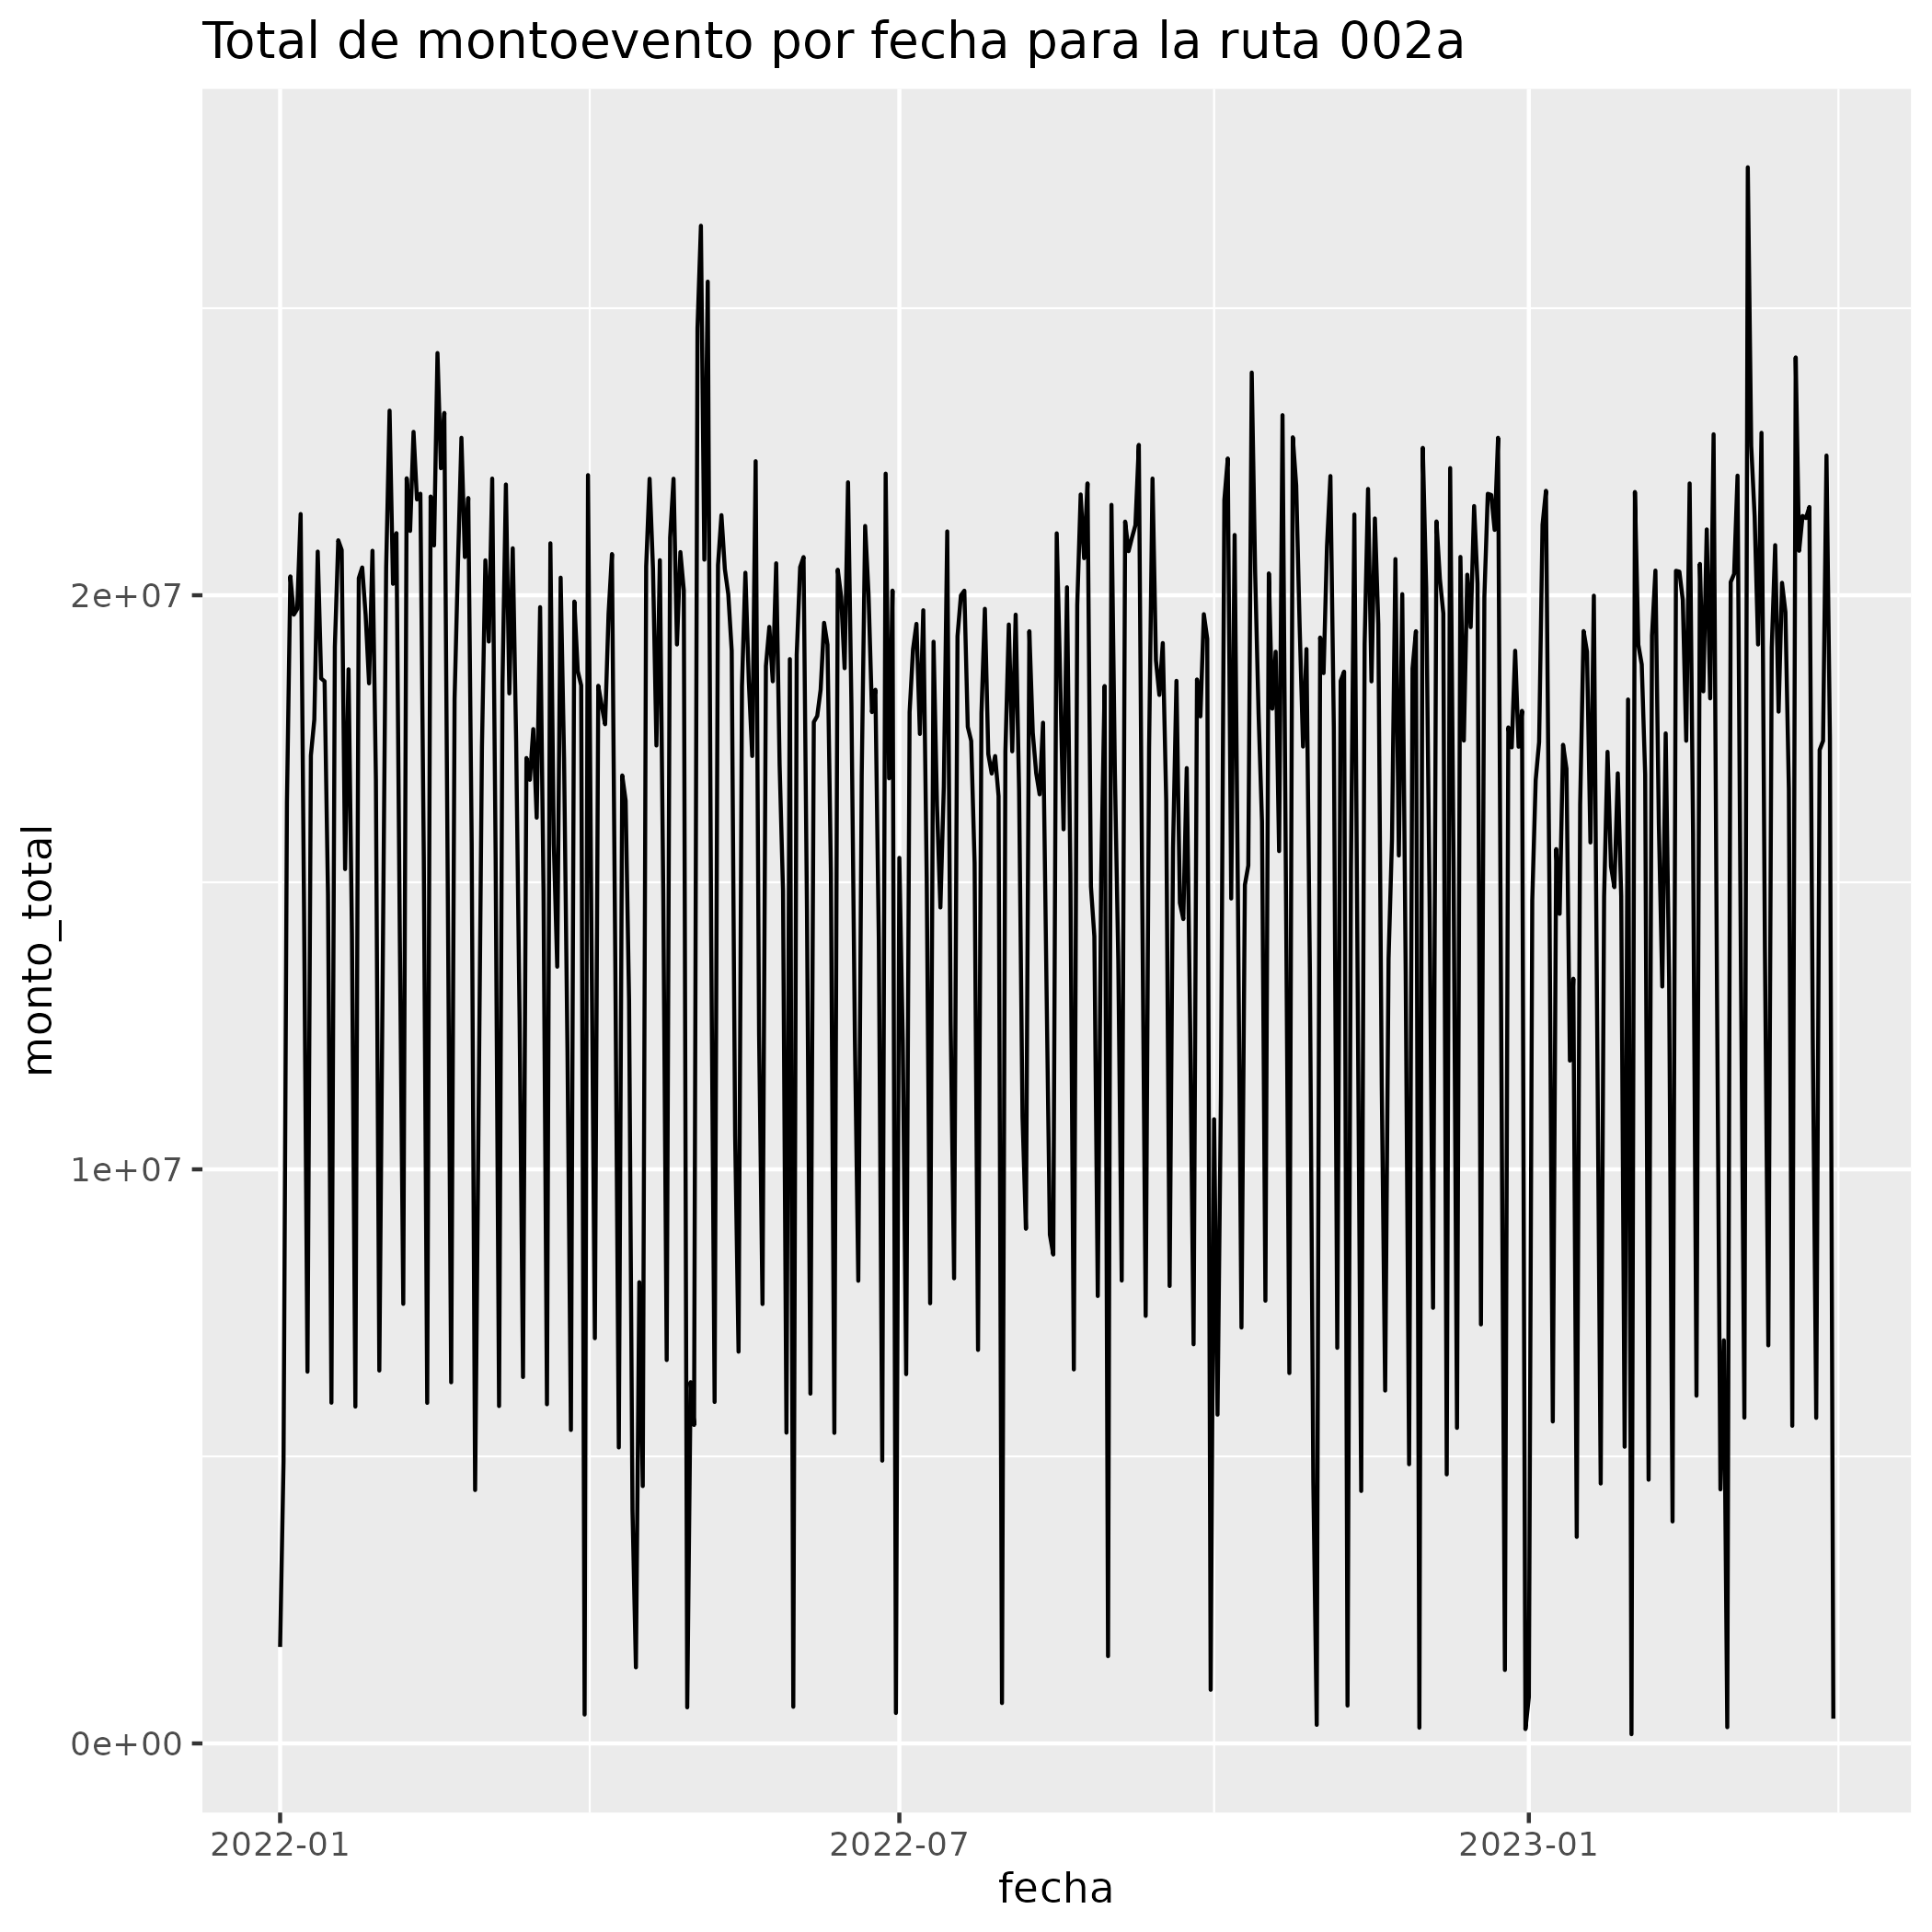 Total de montoevento por fecha para la ruta 002a
monto_total
2e+07
1e+07
0e+00
2022-01
2022-07
2023-01
fecha